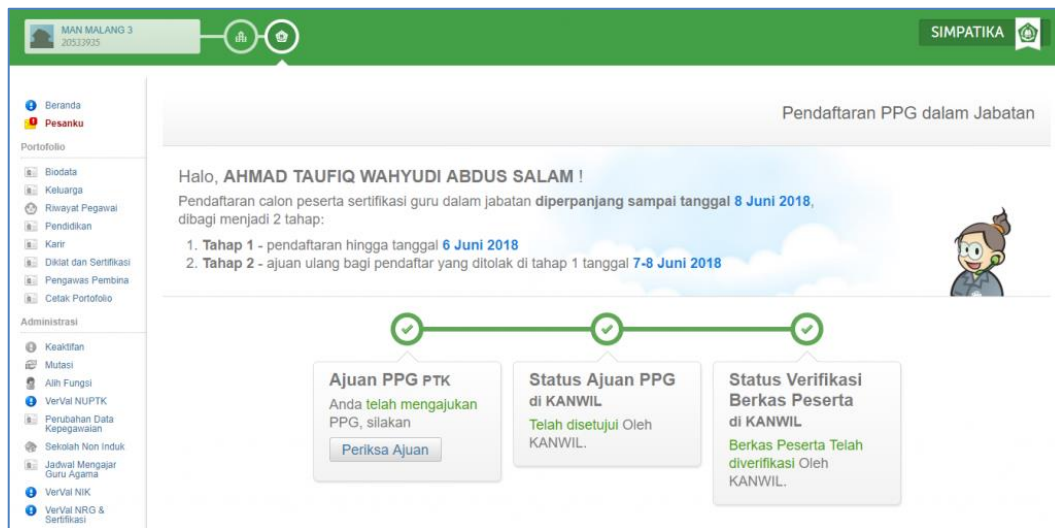 MAN MALANG 3
20533935
SIMPATIKA
Beranda
Pesanku
Portofolio
Biodata
Keluarga
Riwayat Pegawai
Pendidikan
Karir
Diklat dan Sertifikasi
Pengawas Pembina
Cetak Portofolio
Administrasi
Keaktifan
Mutasi
Alih Fungsi
VerVal NUPTK
Perubahan Data
Kepegawaian
Sekolah Non Induk
Jadwal Mengajar
Guru Agama
VerVal NIK
VerVal NRG &
Sertifikasi
Pendaftaran PPG dalam Jabatan
Halo, AHMAD TAUFIQ WAHYUDI ABDUS SALAM !
Pendaftaran calon peserta sertifikasi guru dalam jabatan diperpanjang sampai tanggal 8 Juni 2018,
dibagi menjadi 2 tahap:
1. Tahap 1 - pendaftaran hingga tanggal 6 Juni 2018
2. Tahap 2 - ajuan ulang bagi pendaftar yang ditolak di tahap 1 tanggal 7-8 Juni 2018
Ajuan PPG PTK
Anda telah mengajukan
PPG, silakan
Periksa Ajuan
Status Ajuan PPG
di KANWIL
Telah disetujui Oleh
KANWIL.
Status Verifikasi
Berkas Peserta
di KANWIL
Berkas Peserta Telah
diverifikasi Oleh
KANWIL.